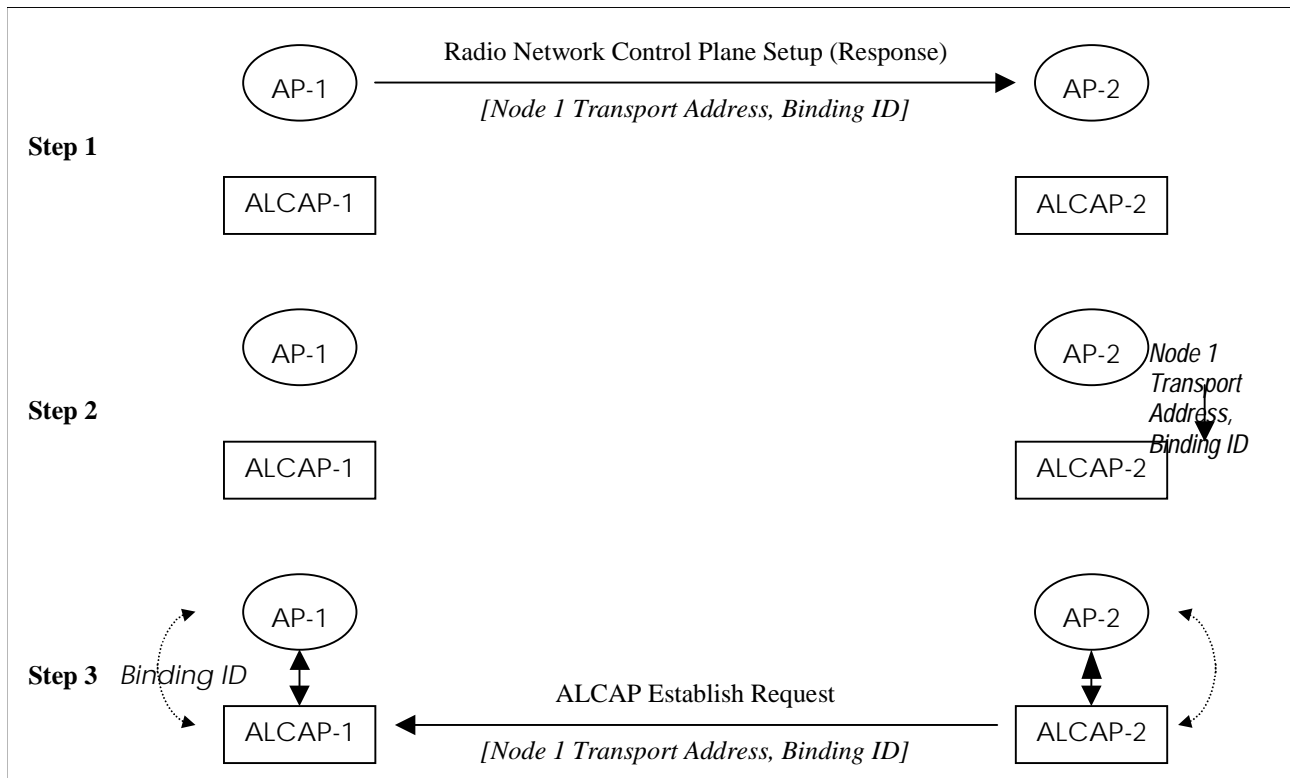 Radio Network Control Plane Setup (Response)
AP-1
AP-2
[Node 1 Transport Address, Binding ID]
Step 1
ALCAP-1
ALCAP-2
AP-1
AP-2
Node 1
Transport
Address,
Binding ID
Step 2
ALCAP-1
ALCAP-2
AP-1
AP-2
Step 3
Binding ID
ALCAP Establish Request
ALCAP-1
ALCAP-2
[Node 1 Transport Address, Binding ID]